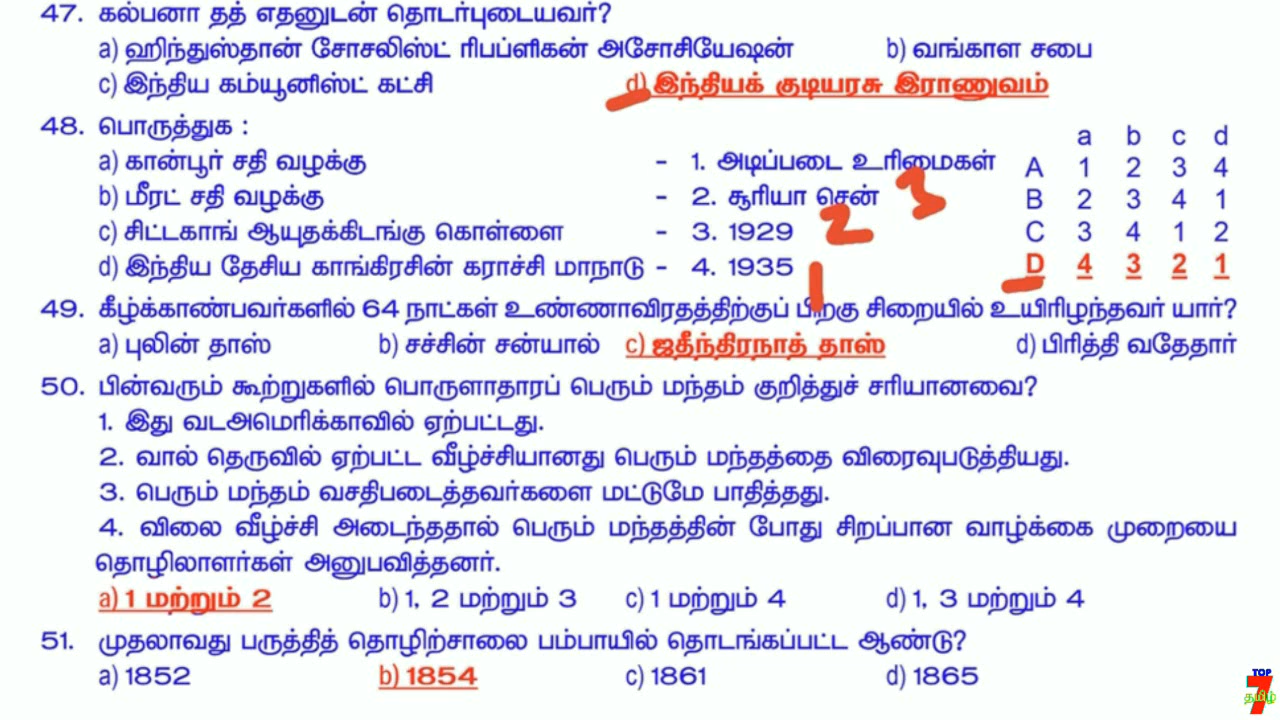 47. கல்பனா தத் எதனுடன் தொடர்புடையவர்?
a) ஹிந்துஸ்தான் சோசலிஸ்ட் ரிபப்ளிகன் அசோசியேஷன் b) வங்காள சபை
c) இந்திய கம்யூனிஸ்ட் கட்சி d) இந்தியக் குடியரசு இராணுவம்
48. பொருத்துக :
a b c d
a) கான்பூர் சதி வழக்கு - 1. அடிப்படை உரிமைகள் A 1 2 3 4
b) மீரட் சதி வழக்கு - 2. சூரியா சென் 3 B 2 3 4 1
c) சிட்டகாங் ஆயுதக்கிடங்கு கொள்ளை - 3. 1929 2 C 3 4 1 2
d) இந்திய தேசிய காங்கிரசின் கராச்சி மாநாடு - 4. 1935 1 D 4 3 2 1
49. கீழ்க்காண்பவர்களில் 64 நாட்கள் உண்ணாவிரதத்திற்குப் பிறகு சிறையில் உயிரிழந்தவர் யார்?
a) புலின் தாஸ் b) சச்சின் சன்யால் c) ஜதீந்திரநாத் தாஸ் d) பிரித்தி வதேதார்
50. பின்வரும் கூற்றுகளில் பொருளாதாரப் பெரும் மந்தம் குறித்துச் சரியானவை?
1. இது வடஅமெரிக்காவில் ஏற்பட்டது.
2. வால் தெருவில் ஏற்பட்ட வீழ்ச்சியானது பெரும் மந்தத்தை விரைவுபடுத்தியது.
3. பெரும் மந்தம் வசதிபடைத்தவர்களை மட்டுமே பாதித்தது.
4. விலை வீழ்ச்சி அடைந்ததால் பெரும் மந்தத்தின் போது சிறப்பான வாழ்க்கை முறையை
தொழிலாளர்கள் அனுபவித்தனர்.
a) 1 மற்றும் 2 b) 1, 2 மற்றும் 3 c) 1 மற்றும் 4 d) 1, 3 மற்றும் 4
51. முதலாவது பருத்தித் தொழிற்சாலை பம்பாயில் தொடங்கப்பட்ட ஆண்டு?
a) 1852 b) 1854 c) 1861 d) 1865
TOP
7
தமிழ்